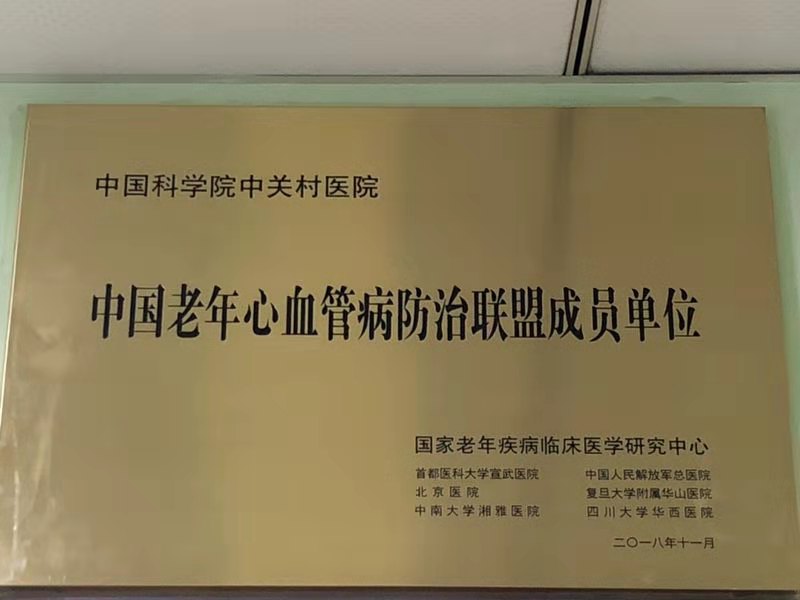 中国科学院中关村医院
中国老年心血管病防治联盟成员单位
国家老年疾病临床医学研究中心
首都医科大学宣武医院 中国人民解放军总医院
北京医院 复旦大学附属华山医院
中南大学湘雅医院 四川大学华西医院
二〇一八年十一月